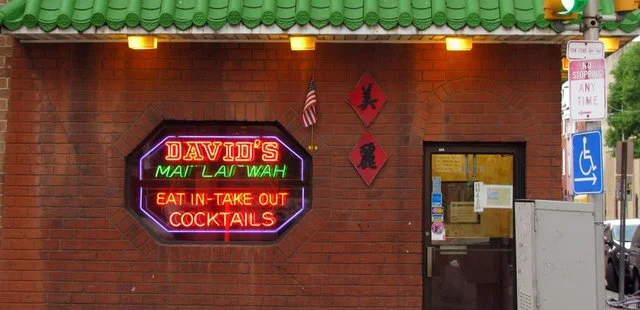 DAVID'S
MAI LAI WAH
EAT IN-TAKE OUT
COCKTAILS
美
麗
NO
STOPPING
ANY
TIME